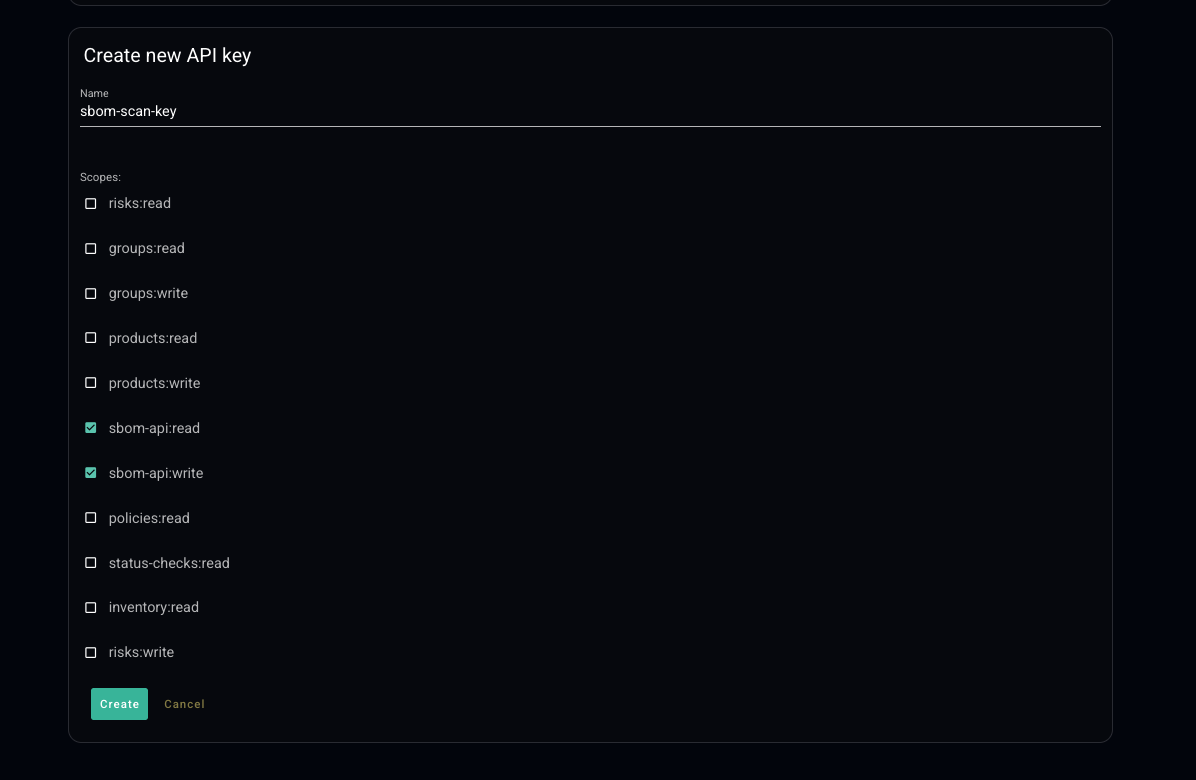 Create new API key
Name
sbom-scan-key
Scopes:
risks:read
groups:read
groups:write
products:read
products:write
sbom-api:read
sbom-api:write
policies:read
status-checks:read
inventory:read
risks:write
Create Cancel